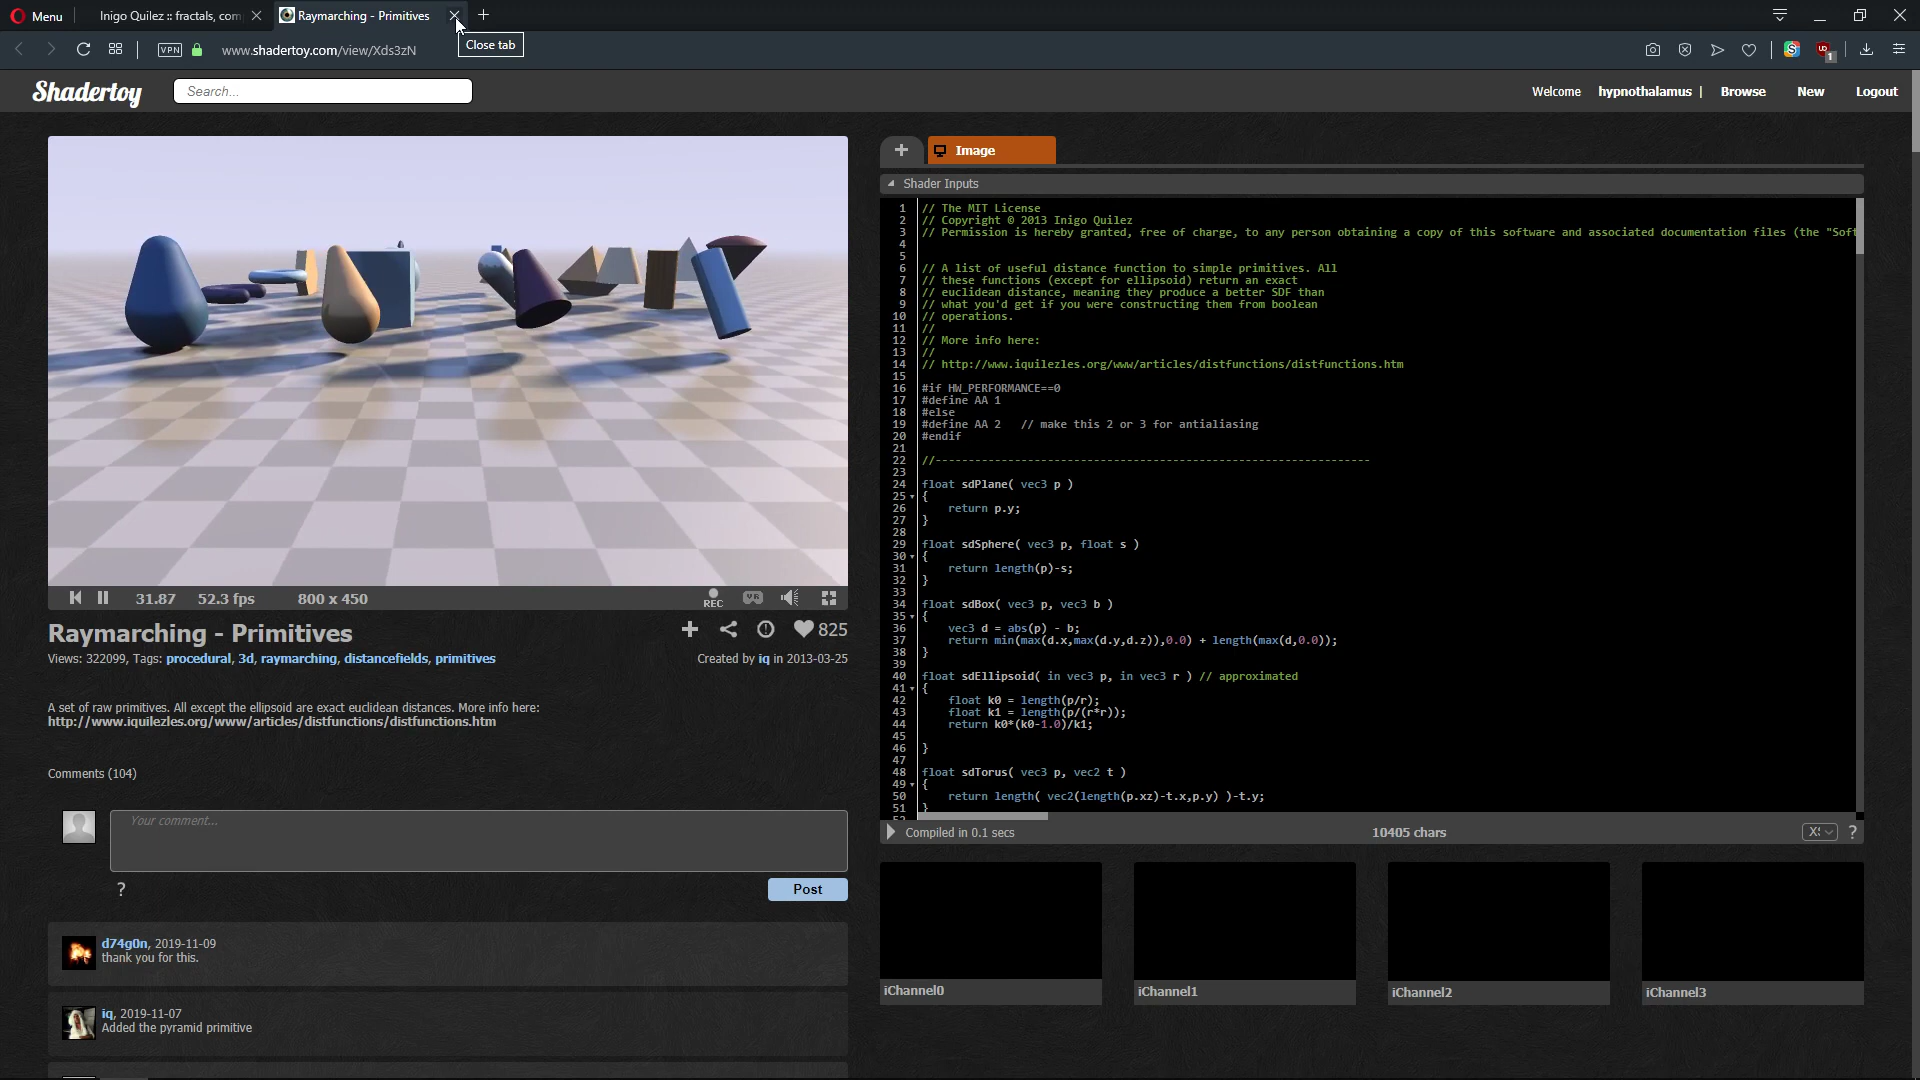 Menu
Inigo Quilez :: fractals, com
Raymarching - Primitives
Close tab
VPN
www.shadertoy.com/view/Xds3zN
1
Shadertoy
Search...
Welcome hypnothalamus | Browse New Logout
Image
Shader Inputs
1 // The MIT License
2 // Copyright © 2013 Inigo Quilez
3 // Permission is hereby granted, free of charge, to any person obtaining a copy of this software and associated documentation files (the "Soft
4
5
6 // A list of useful distance function to simple primitives. All
7 // these functions (except for ellipsoid) return an exact
8 // euclidean distance, meaning they produce a better SDF than
9 // what you'd get if you were constructing them from boolean
10 // operations.
11 //
12 // More info here:
13 //
14 // http://www.iquilezles.org/www/articles/distfunctions/distfunctions.htm
15
16 #if HW_PERFORMANCE==0
17 #define AA 1
18 #else
19 #define AA 2 // make this 2 or 3 for antialiasing
20 #endif
21
22 //------------------------------------------------------------------
23
24 float sdPlane( vec3 p )
25 {
26 return p.y;
27 }
28
29 float sdSphere( vec3 p, float s )
30 {
31 return length(p)-s;
32 }
33
34 float sdBox( vec3 p, vec3 b )
35 {
36 vec3 d = abs(p) - b;
37 return min(max(d.x,max(d.y,d.z)),0.0) + length(max(d,0.0));
38 }
39
40 float sdEllipsoid( in vec3 p, in vec3 r ) // approximated
41 {
42 float k0 = length(p/r);
43 float k1 = length(p/(r*r));
44 return k0*(k0-1.0)/k1;
45
46 }
47
48 float sdTorus( vec3 p, vec2 t )
49 {
50 return length( vec2(length(p.xz)-t.x,p.y) )-t.y;
51 }
Compiled in 0.1 secs
10405 chars
?
iChannel0
iChannel1
iChannel2
iChannel3
31.87 52.3 fps 800 x 450
REC
VR
Raymarching - Primitives
825
Views: 322099, Tags: procedural, 3d, raymarching, distancefields, primitives
Created by iq in 2013-03-25
A set of raw primitives. All except the ellipsoid are exact euclidean distances. More info here:
http://www.iquilezles.org/www/articles/distfunctions/distfunctions.htm
Comments (104)
Your comment...
?
Post
d74g0n, 2019-11-09
thank you for this.
iq, 2019-11-07
Added the pyramid primitive